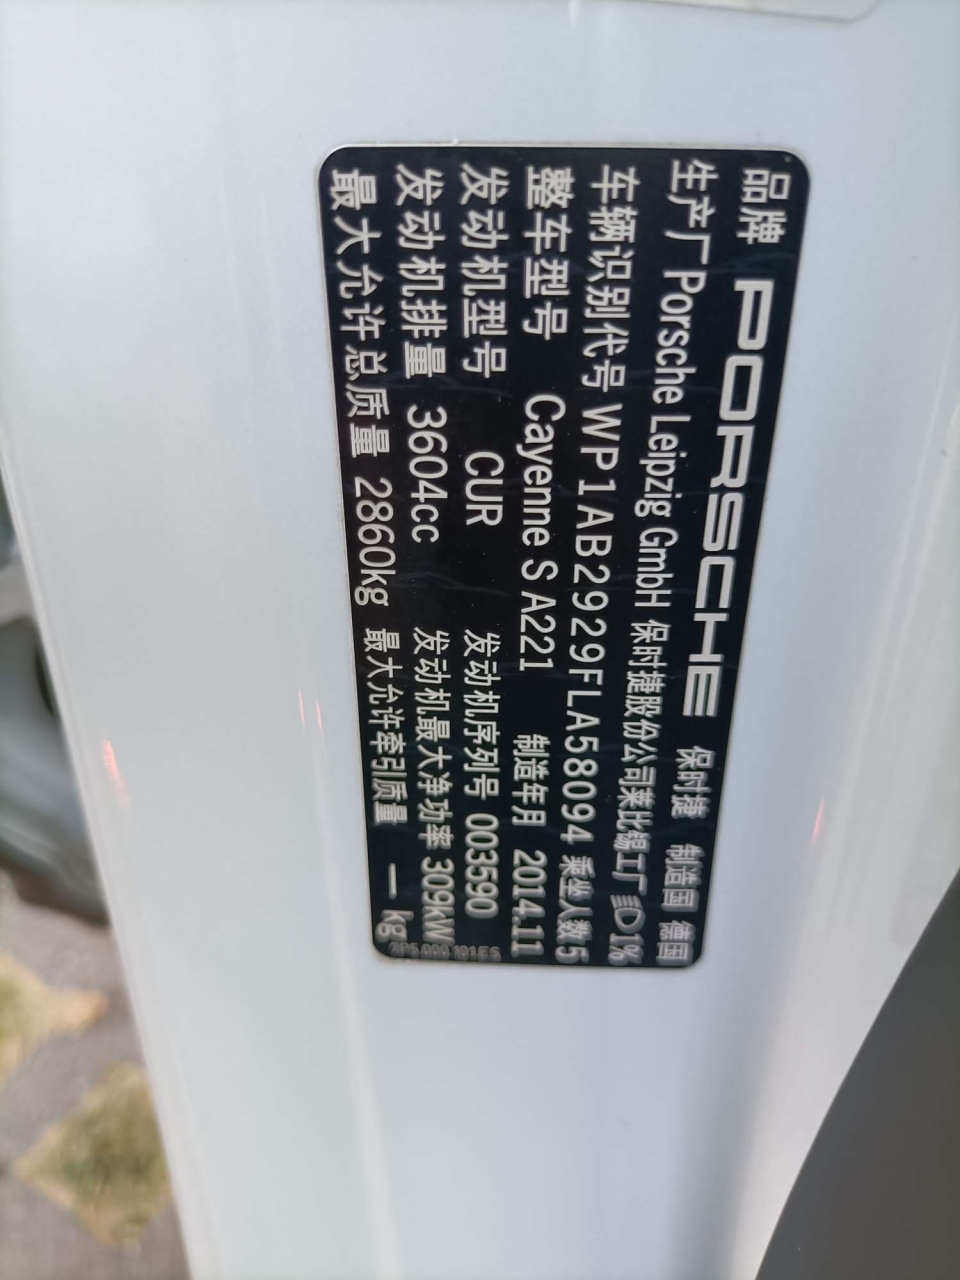 品牌 PORSCHE 保时捷 制造国 德国
生产厂 Porsche Leipzig GmbH 保时捷股份公司莱比锡工厂 1%
车辆识别代号 WP1AB2929FLA58094 乘坐人数 5
整车型号 Cayenne S A221 制造年月 2014.11
发动机型号 CUR 发动机序列号 003590
发动机排量 3604cc 发动机最大净功率 309kW
最大允许总质量 2860kg 最大允许牵引质量 — kg